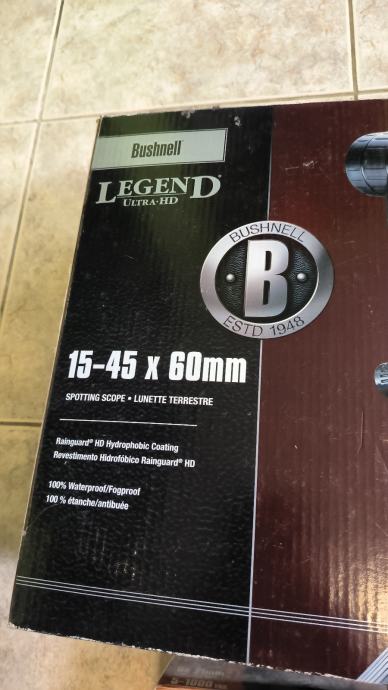 Bushnell®
LEGEND®
ULTRA·HD
BUSHNELL
B
ESTD 1948
15–45 x 60mm
SPOTTING SCOPE • LUNETTE TERRESTRE
Rainguard® HD Hydrophobic Coating
Revestimento Hidrofóbico Rainguard® HD
100% Waterproof/Fogproof
100 % étanche/antibuée